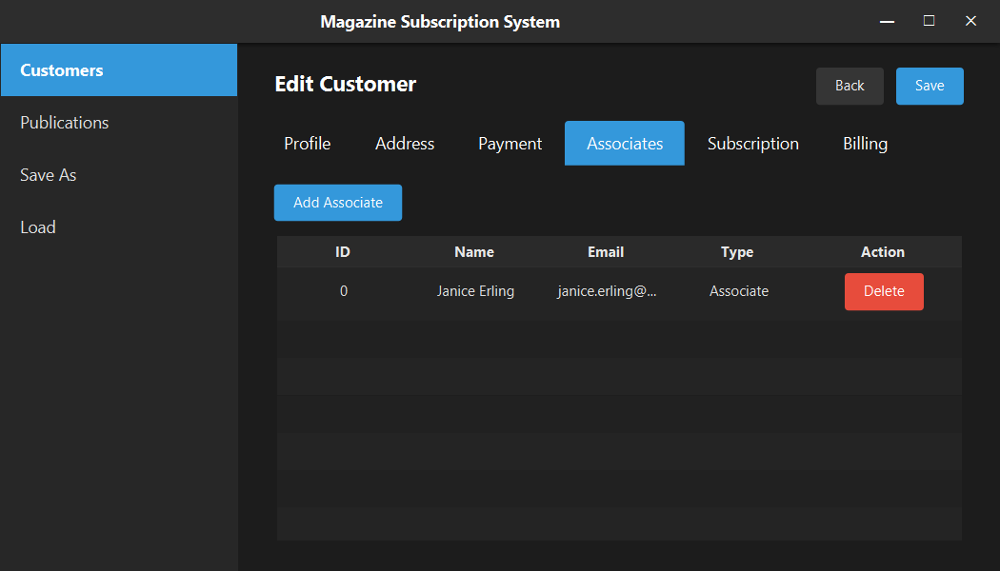 Magazine Subscription System
Customers
Publications
Save As
Load
Edit Customer
Back
Save
Profile Address Payment Associates Subscription Billing
Add Associate
ID Name Email Type Action
0 Janice Erling janice.erling@... Associate Delete